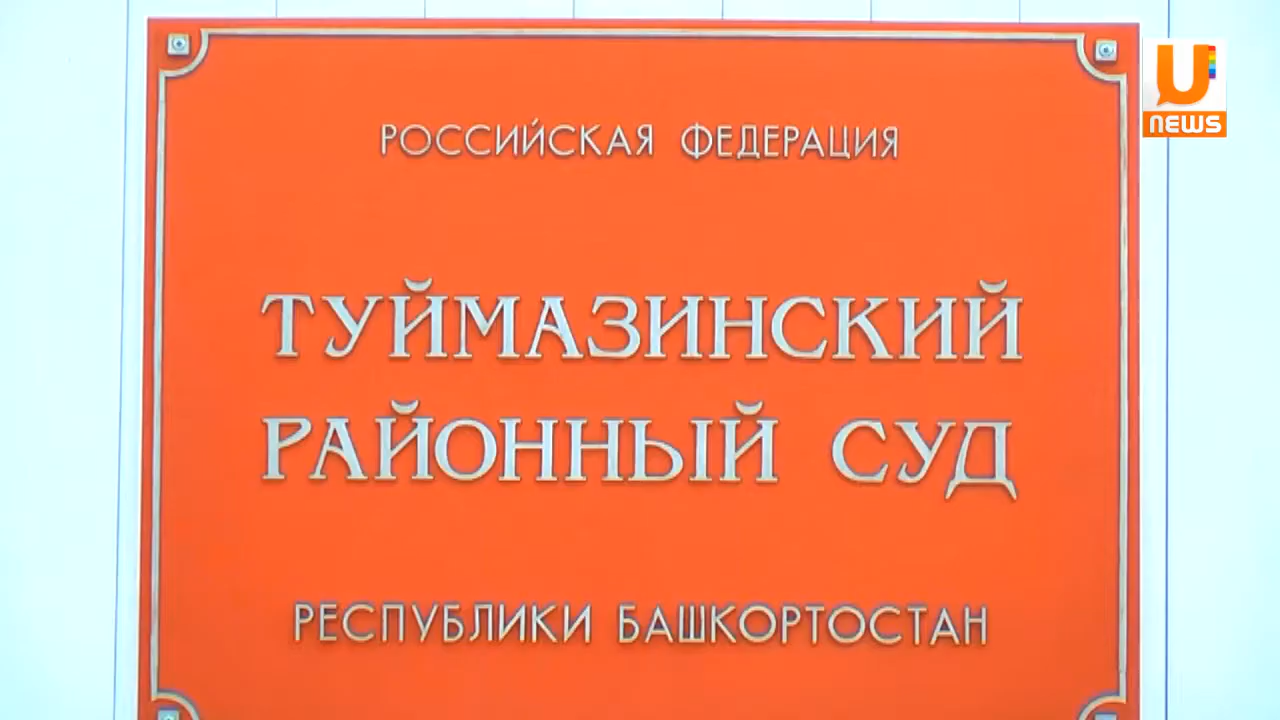 РОССИЙСКАЯ ФЕДЕРАЦИЯ
U
NEWS
ТУЙМАЗИНСКИЙ
РАЙОННЫЙ СУД
РЕСПУБЛИКИ БАШКОРТОСТАН